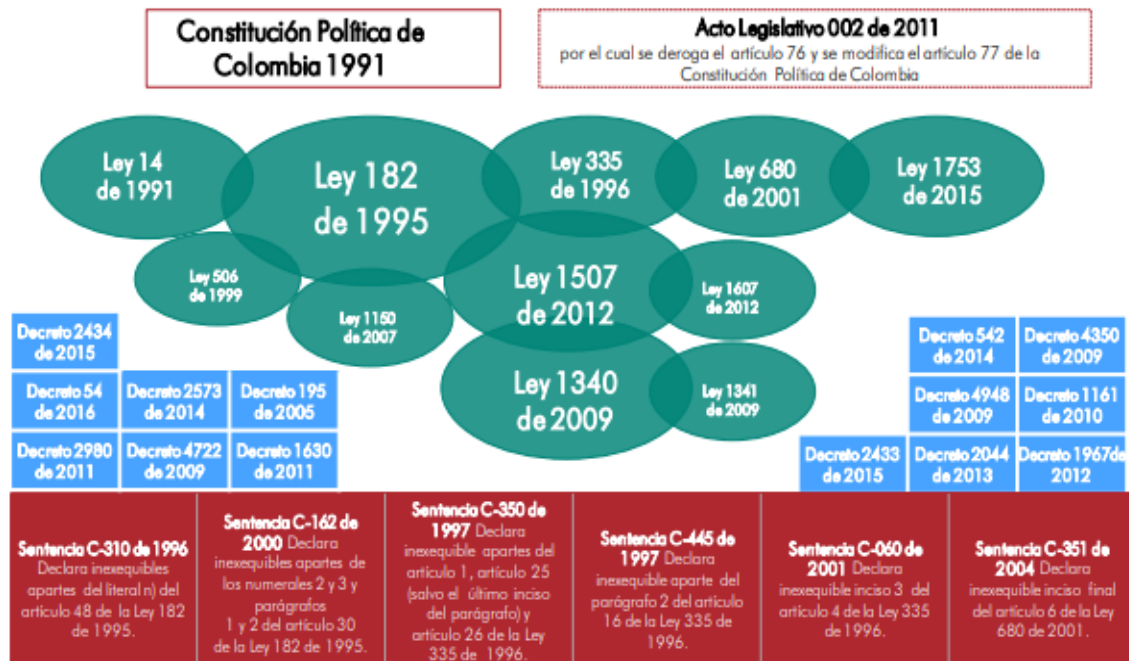 Constitución Política de
Colombia 1991
Acto Legislativo 002 de 2011
por el cual se deroga el artículo 76 y se modifica el artículo 77 de la
Constitución Política de Colombia
Ley 14
de 1991
Ley 182
de 1995
Ley 335
de 1996
Ley 680
de 2001
Ley 1753
de 2015
Ley 506
de 1999
Ley 1150
de 2007
Ley 1507
de 2012
Ley 1607
de 2012
Ley 1340
de 2009
Ley 1341
de 2009
Decreto 2434
de 2015
Decreto 54
de 2016
Decreto 2573
de 2014
Decreto 195
de 2005
Decreto 2980
de 2011
Decreto 4722
de 2009
Decreto 1630
de 2011
Decreto 542
de 2014
Decreto 4350
de 2009
Decreto 4948
de 2009
Decreto 1161
de 2010
Decreto 2433
de 2015
Decreto 2044
de 2013
Decreto 1967de
2012
Sentencia C-310 de 1996
Declara inexequibles
apartes del literal n) del
artículo 48 de la Ley 182
de 1995.
Sentencia C-162 de
2000 Declara
inexequibles apartes de
los numerales 2 y 3 y
parágrafos
1 y 2 del artículo 30
de la Ley 182 de 1995.
Sentencia C-350 de
1997 Declara
inexequible apartes del
artículo 1, artículo 25
(salvo el último inciso
del parágrafo) y
artículo 26 de la Ley
335 de 1996.
Sentencia C-445 de
1997 Declara
inexequible aparte del
parágrafo 2 del artículo
16 de la Ley 335 de
1996.
Sentencia C-060 de
2001 Declara
inexequible inciso 3 del
artículo 4 de la Ley 335
de 1996.
Sentencia C-351 de
2004 Declara
inexequible inciso final
del artículo 6 de la Ley
680 de 2001.